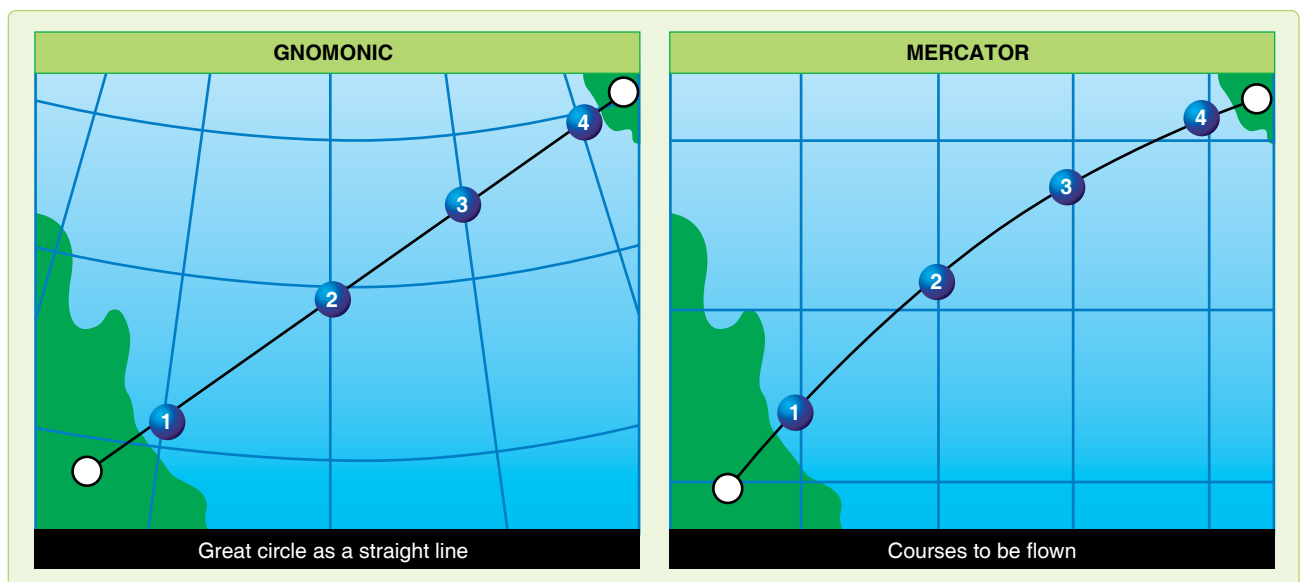 GNOMONIC
4
3
2
1
Great circle as a straight line
MERCATOR
4
3
2
1
Courses to be flown